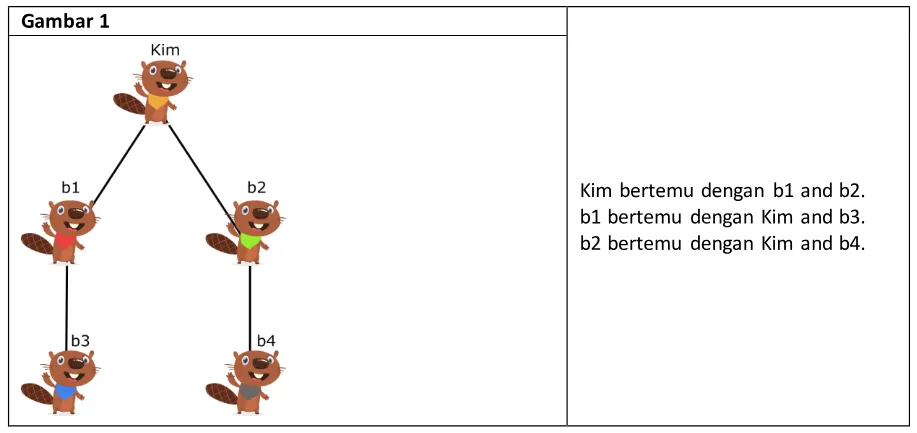 Gambar 1
Kim
b1
b2
b3
b4
Kim bertemu dengan b1 and b2.
b1 bertemu dengan Kim and b3.
b2 bertemu dengan Kim and b4.